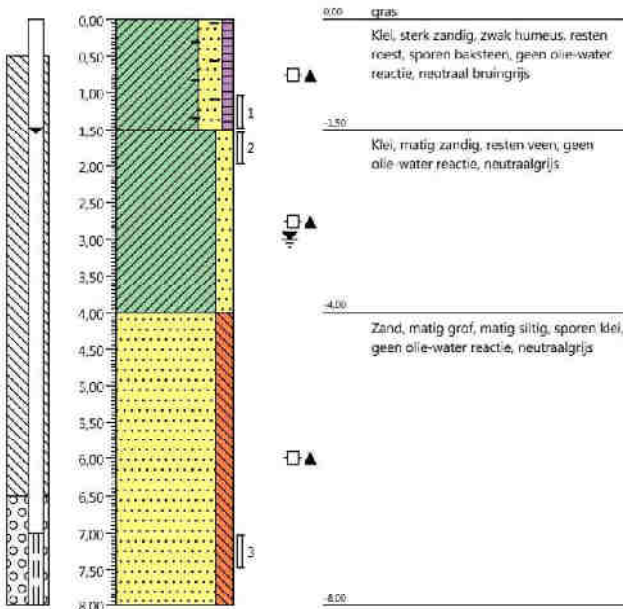 0,00
0,50
1,00
1,50
2,00
2,50
3,00
3,50
4,00
4,50
5,00
5,50
6,00
6,50
7,00
7,50
8,00
1
2
3
0,00 gras
Klei, sterk zandig, zwak humeus, resten
roest, sporen baksteen, geen olie-water
reactie, neutraal bruingrijs
-1,50
Klei, matig zandig, resten veen, geen
olie-water reactie, neutraalgrijs
-4,00
Zand, matig grof, matig siltig, sporen klei,
geen olie-water reactie, neutraalgrijs
-8,00